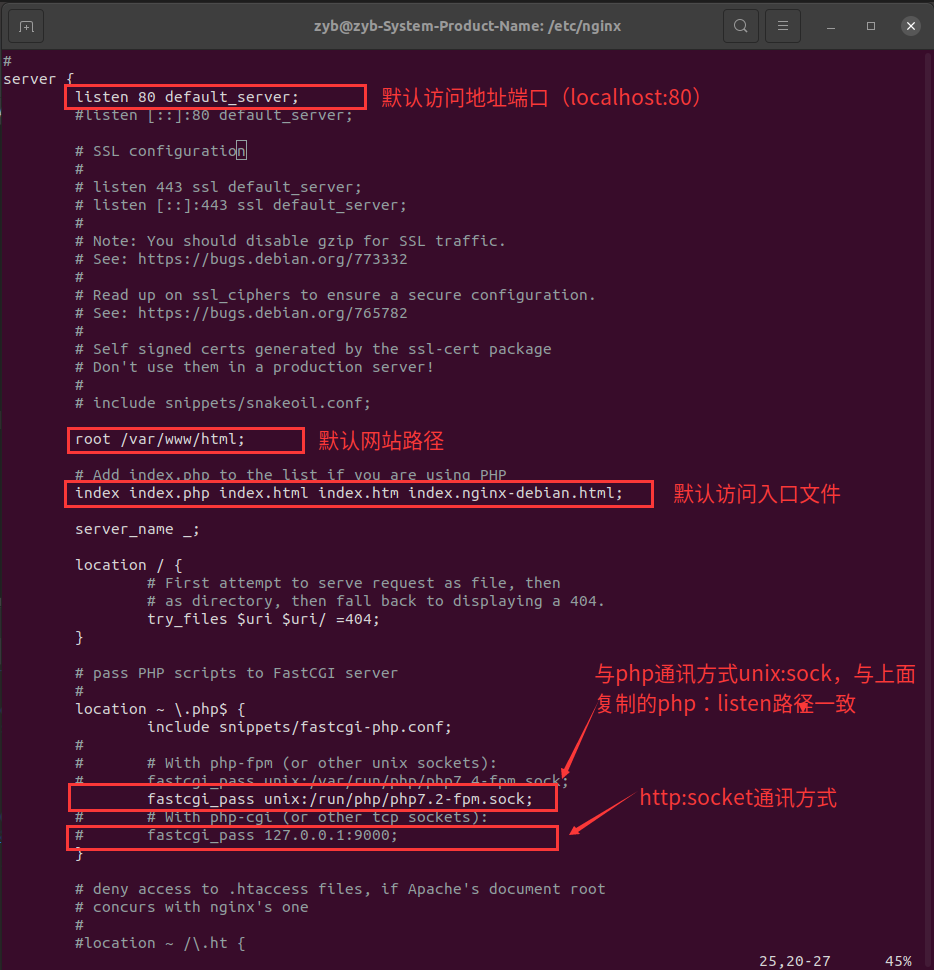 zyb@zyb-System-Product-Name: /etc/nginx
#
server {
listen 80 default_server;
默认访问地址端口（localhost:80）
#listen [::]:80 default_server;
# SSL configuration
#
# listen 443 ssl default_server;
# listen [::]:443 ssl default_server;
#
# Note: You should disable gzip for SSL traffic.
# See: https://bugs.debian.org/773332
#
# Read up on ssl_ciphers to ensure a secure configuration.
# See: https://bugs.debian.org/765782
#
# Self signed certs generated by the ssl-cert package
# Don't use them in a production server!
#
# include snippets/snakeoil.conf;
root /var/www/html;
默认网站路径
# Add index.php to the list if you are using PHP
index index.php index.html index.htm index.nginx-debian.html;
默认访问入口文件
server_name _;
location / {
# First attempt to serve request as file, then
# as directory, then fall back to displaying a 404.
try_files $uri $uri/ =404;
}
# pass PHP scripts to FastCGI server
#
与php通讯方式unix:sock，与上面
复制的php：listen路径一致
location ~ \.php$ {
include snippets/fastcgi-php.conf;
#
# # With php-fpm (or other unix sockets):
# fastcgi_pass unix:/var/run/php/php7.4-fpm.sock;
fastcgi_pass unix:/run/php/php7.2-fpm.sock;
http:socket通讯方式
# # With php-cgi (or other tcp sockets):
# fastcgi_pass 127.0.0.1:9000;
}
# deny access to .htaccess files, if Apache's document root
# concurs with nginx's one
#
#location ~ /\.ht {
25,20-27 45%